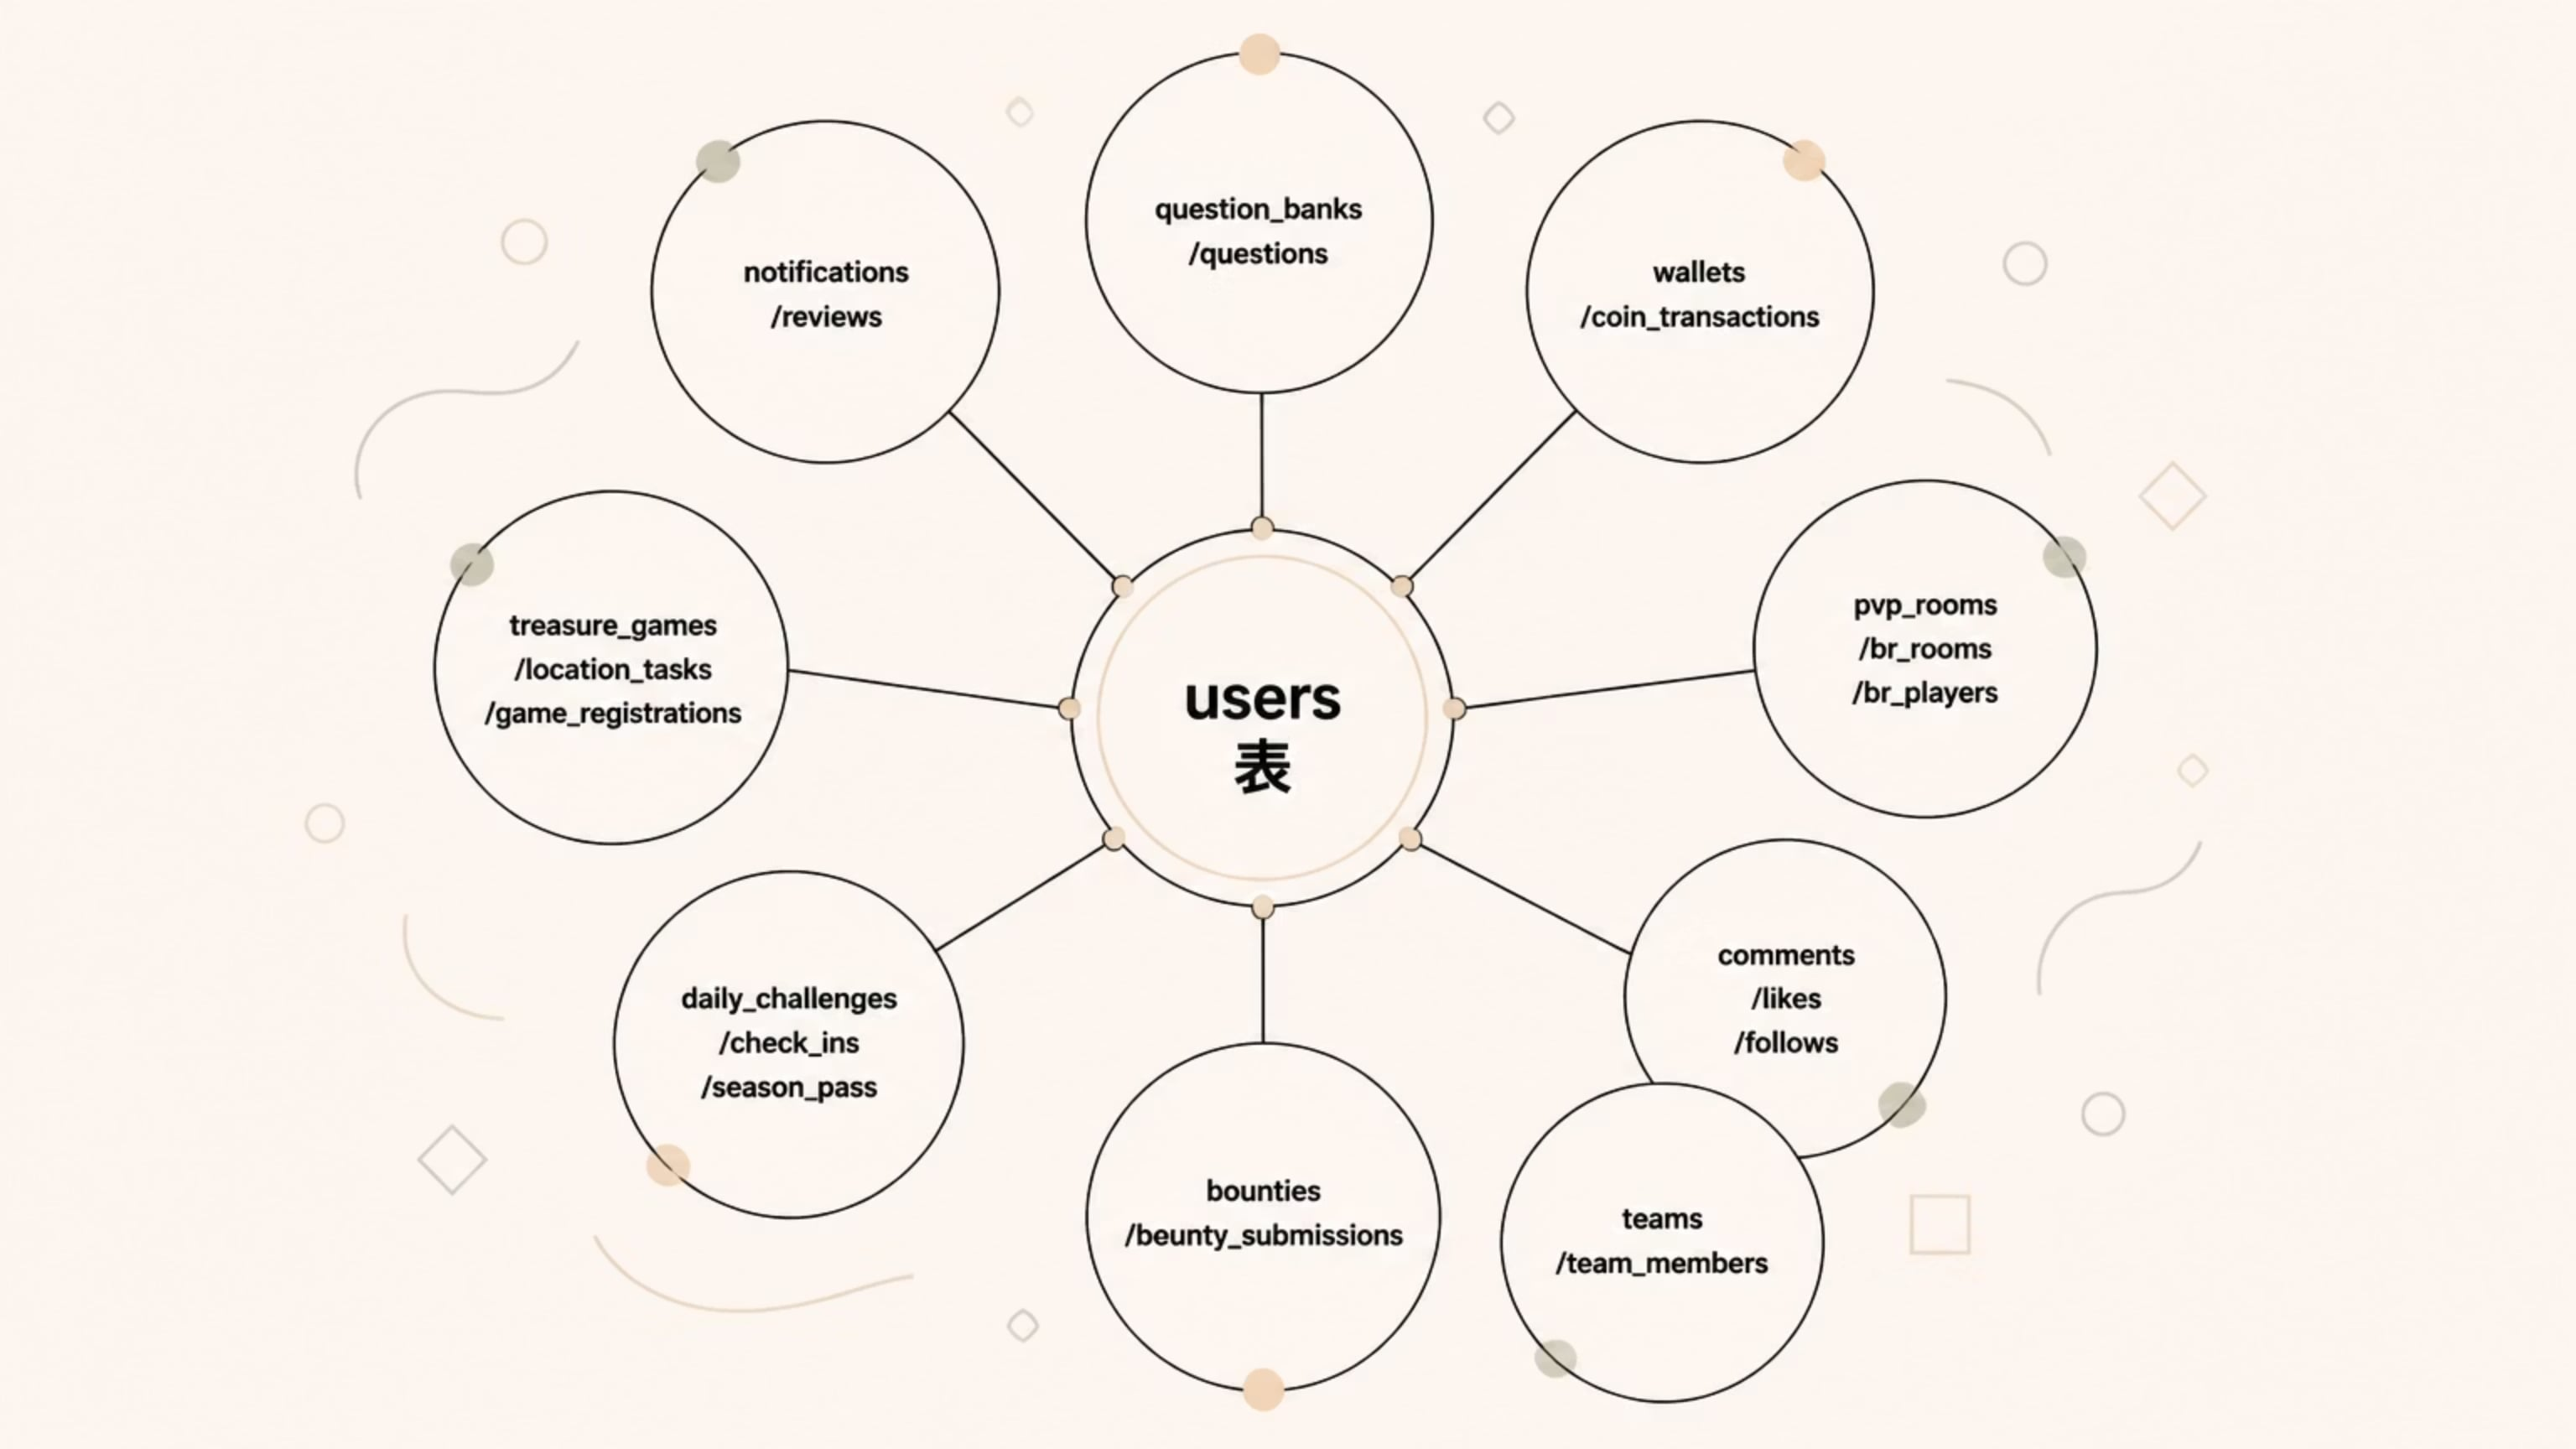 question_banks
/questions
notifications
/reviews
wallets
/coin_transactions
treasure_games
/location_tasks
/game_registrations
users
表
pvp_rooms
/br_rooms
/br_players
daily_challenges
/check_ins
/season_pass
comments
/likes
/follows
bounties
/beunty_submissions
teams
/team_members